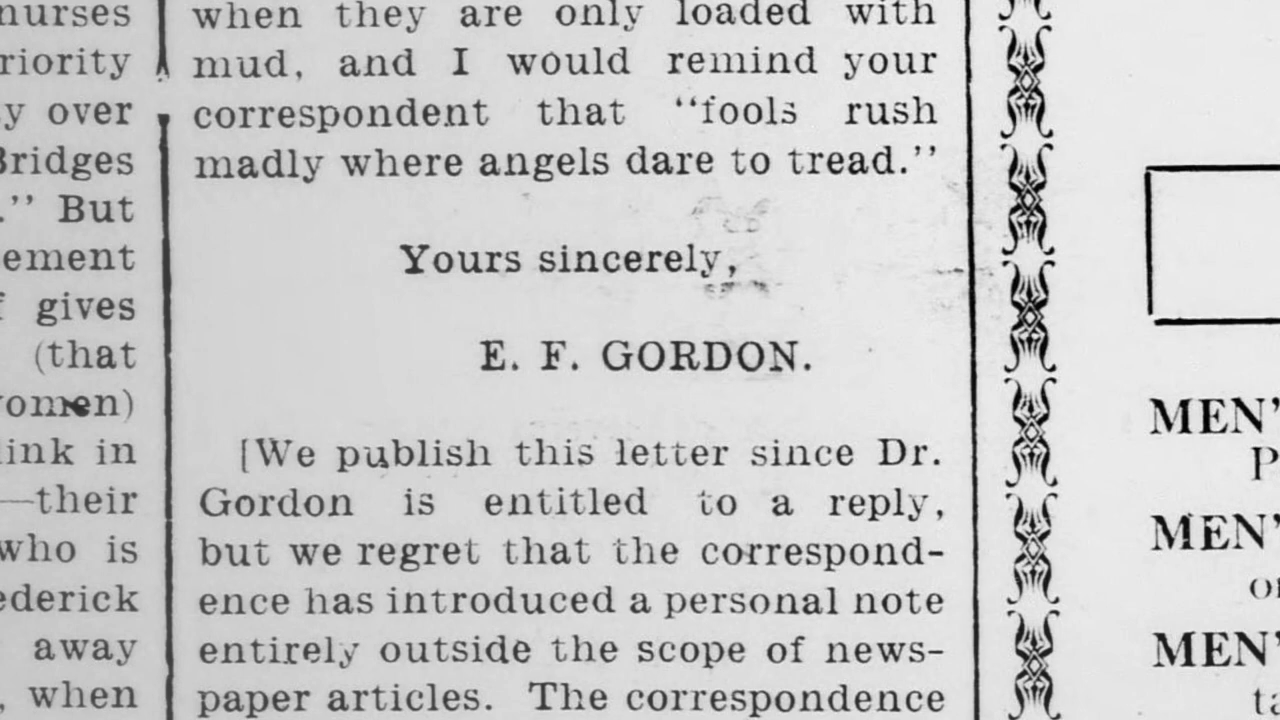 nurses
riority
y over
Bridges
." But
ement
gives
(that
women)
link in
—their
who is
ederick
away
, when
when they are only loaded with
mud, and I would remind your
correspondent that "fools rush
madly where angels dare to tread."
Yours sincerely,
E. F. GORDON.
[We publish this letter since Dr.
Gordon is entitled to a reply,
but we regret that the correspond-
ence has introduced a personal note
entirely outside the scope of news-
paper articles. The correspondence
MEN'
P
MEN'
of
MEN'
ta